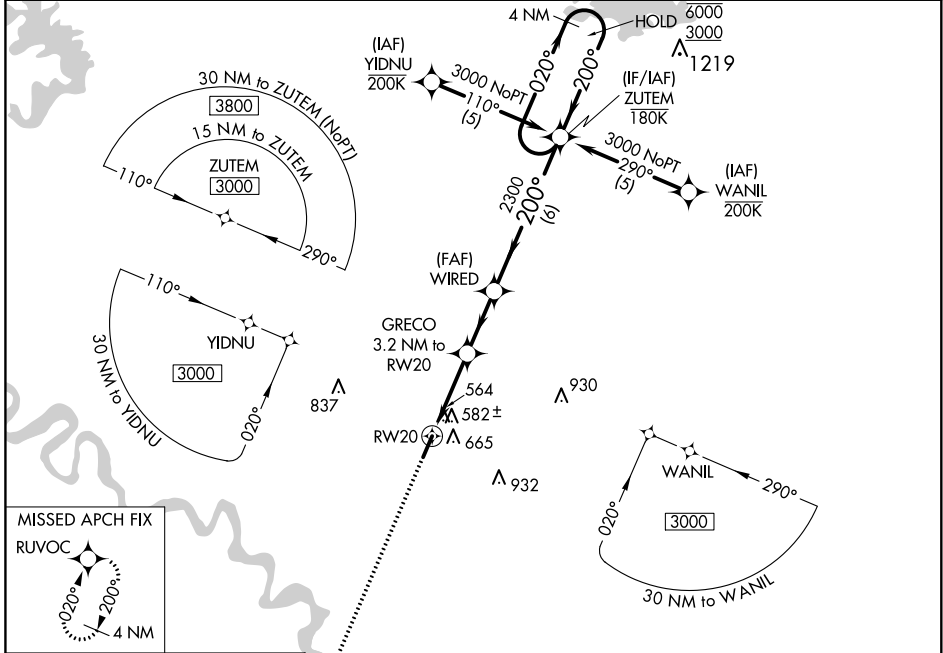 4 NM
HOLD
6000
3000
1219
020°
200°
(IAF)
YIDNU
200K
3000 NoPT
110°
(5)
(IF/IAF)
ZUTEM
180K
3000 NoPT
290°
(5)
(IAF)
WANIL
200K
30 NM to ZUTEM (NoPT)
3800
15 NM to ZUTEM
ZUTEM
3000
110°
290°
2300
200°
(6)
(FAF)
WIRED
GRECO
3.2 NM to
RW20
564
582±
RW20
665
930
932
837
110°
YIDNU
3000
30 NM to YIDNU
020°
WANIL
290°
020°
3000
30 NM to WANIL
MISSED APCH FIX
RUVOC
020°
200°
4 NM